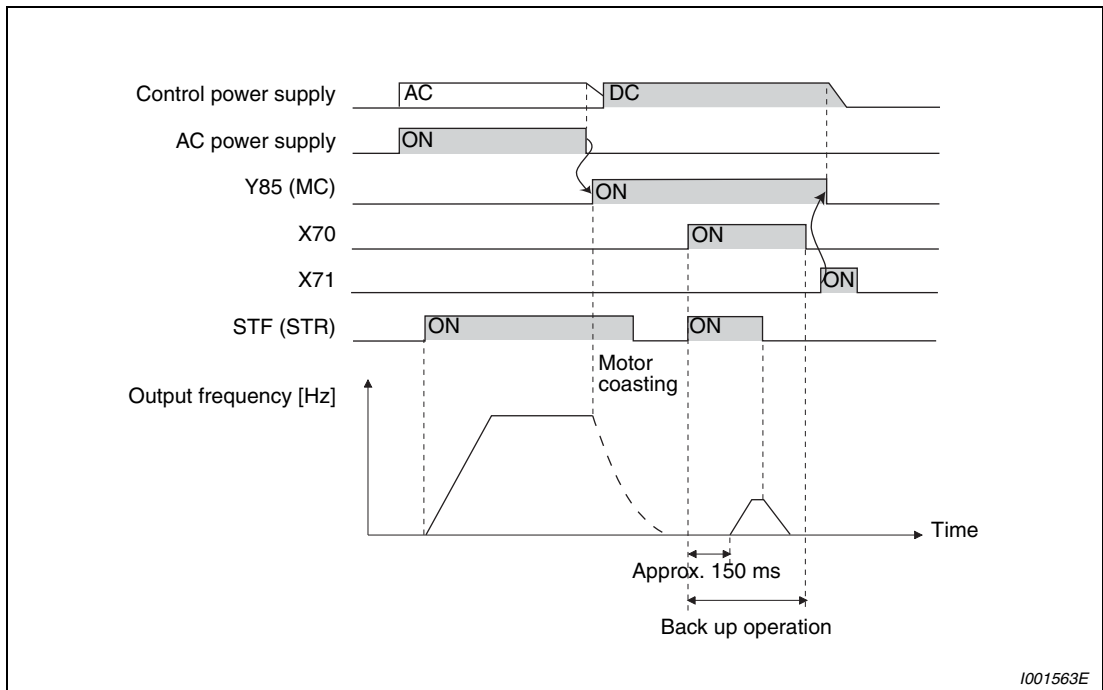 Control power supply
AC
DC
AC power supply
ON
Y85 (MC)
ON
X70
ON
X71
ON
STF (STR)
ON
ON
Motor
coasting
Output frequency [Hz]
Time
Approx. 150 ms
Back up operation
I001563E